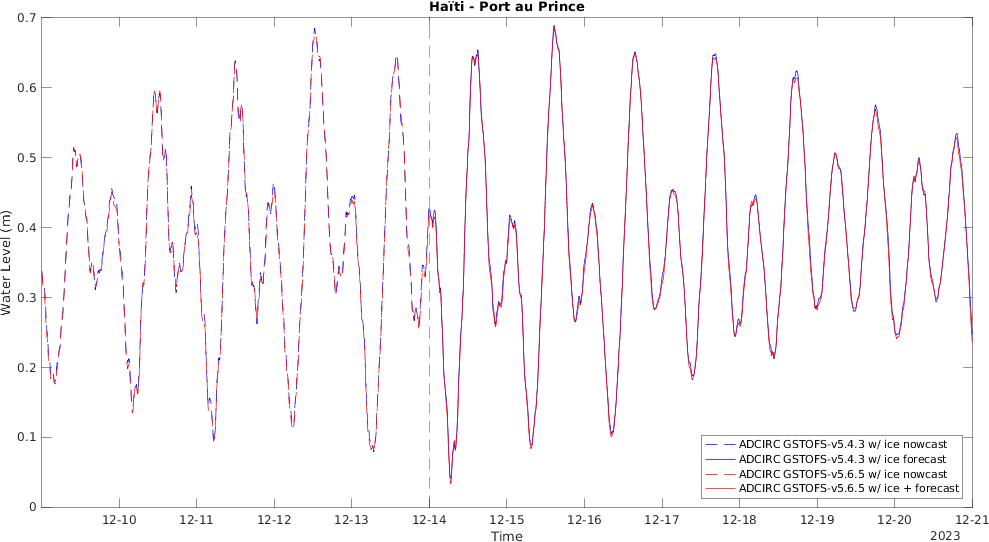 Haïti - Port au Prince
Water Level (m)
0.7
0.6
0.5
0.4
0.3
0.2
0.1
0
12-10 12-11 12-12 12-13 12-14 12-15 12-16 12-17 12-18 12-19 12-20 12-21
Time
2023
ADCIRC GSTOFS-v5.4.3 w/ ice nowcast
ADCIRC GSTOFS-v5.4.3 w/ ice forecast
ADCIRC GSTOFS-v5.6.5 w/ ice nowcast
ADCIRC GSTOFS-v5.6.5 w/ ice + forecast